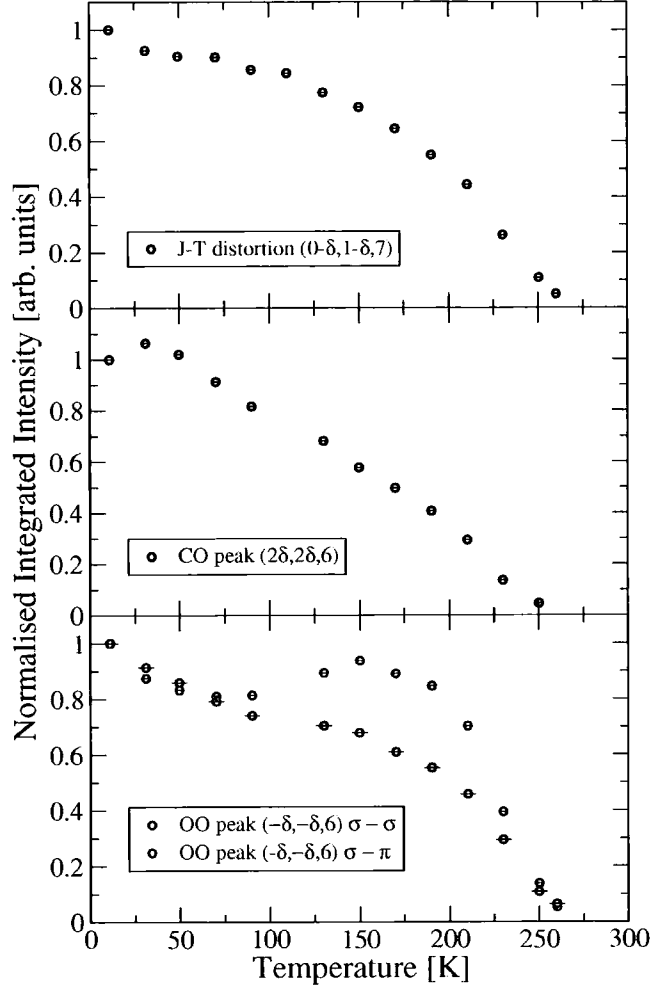 Normalised Integrated Intensity [arb. units]
1
0.8
0.6
0.4
0.2
0
J-T distortion (0-δ,1-δ,7)
1
0.8
0.6
0.4
0.2
0
CO peak (2δ,2δ,6)
1
0.8
0.6
0.4
0.2
0
OO peak (−δ,−δ,6) σ − σ
OO peak (-δ,−δ,6) σ − π
0 50 100 150 200 250 300
Temperature [K]